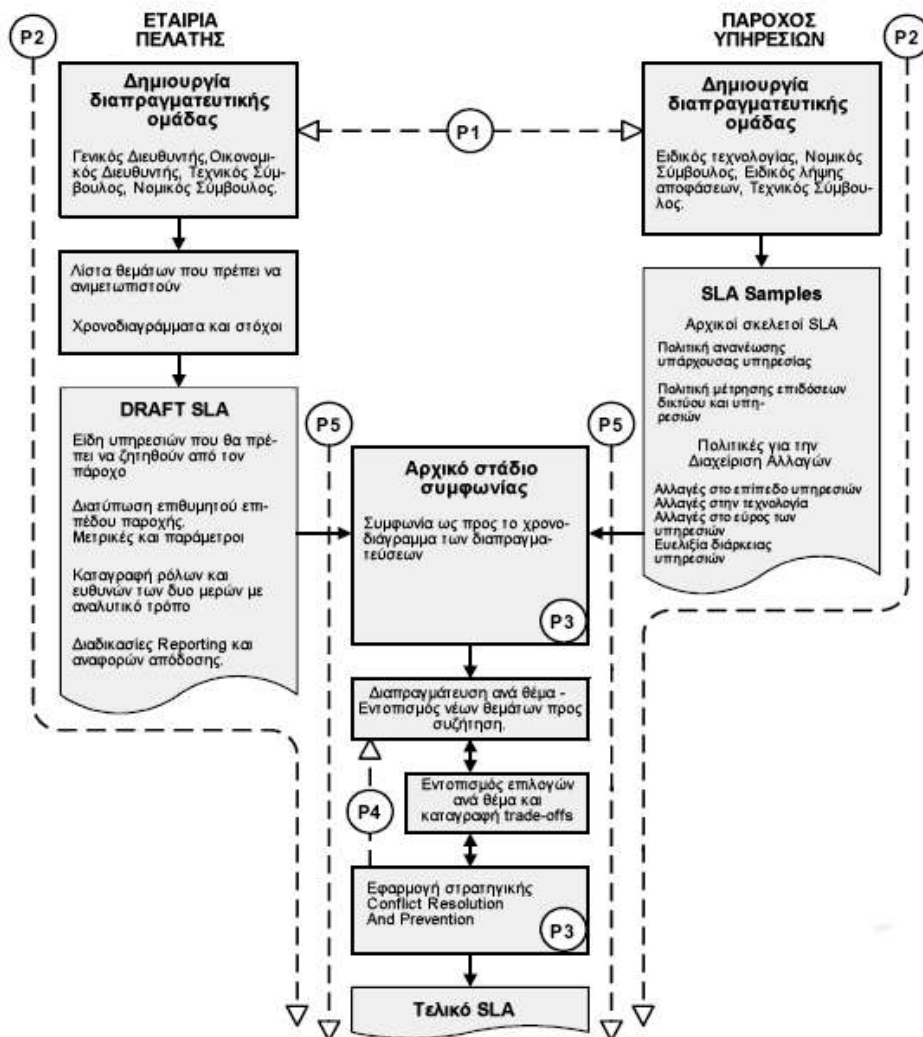 P2
ΕΤΑΙΡΙΑ
ΠΕΛΑΤΗΣ
ΠΑΡΟΧΟΣ
ΥΠΗΡΕΣΙΩΝ
P2
Δημιουργία
διαπραγματευτικής
ομάδας
Γενικός Διευθυντής,Οικονομι-
κός Διευθυντής, Τεχνικός Σύμ-
βουλος, Νομικός Σύμβουλος.
P1
Δημιουργία
διαπραγματευτικής
ομάδας
Ειδικός τεχνολογίας, Νομικός
Σύμβουλος, Ειδικός λήψης
αποφάσεων, Τεχνικός Σύμβου-
λος.
Λίστα θεμάτων που πρέπει να
ανιμετωπιστούν
Χρονοδιαγράμματα και στόχοι
SLA Samples
Αρχικοί σκελετοί SLA
Πολιτική ανανέωσης
υπάρχουσας υπηρεσίας
Πολιτική μέτρησης επιδόσεων
δικτύου και υπη-
ρεσιών
Πολιτικές για την
Διαχείριση Αλλαγών
Αλλαγές στο επίπεδο υπηρεσιών
Αλλαγές στην τεχνολογία
Αλλαγές στο εύρος των
υπηρεσιών
Ευελιξία διάρκειας
υπηρεσιών
DRAFT SLA
Είδη υπηρεσιών που θα πρέ-
πει να ζητηθούν από τον
πάροχο
Διατύπωση επιθυμητού επι-
πέδου παροχής.
Μετρικές και παράμετροι
Καταγραφή ρόλων και
ευθυνών των δυο μερών με
αναλυτικό τρόπο
Διαδικασίες Reporting και
αναφορών απόδοσης.
P5
P5
Αρχικό στάδιο
συμφωνίας
Συμφωνία ως προς το χρονο-
διάγραμμα των διαπραγμα-
τεύσεων
P3
Διαπραγμάτευση ανά θέμα -
Εντοπισμός νέων θεμάτων προς
συζήτηση.
P4
Εντοπισμός επιλογών
ανά θέμα και
καταγραφή trade-offs
Εφαρμογή στρατηγικής
Conflict Resolution
And Prevention
P3
Τελικό SLA